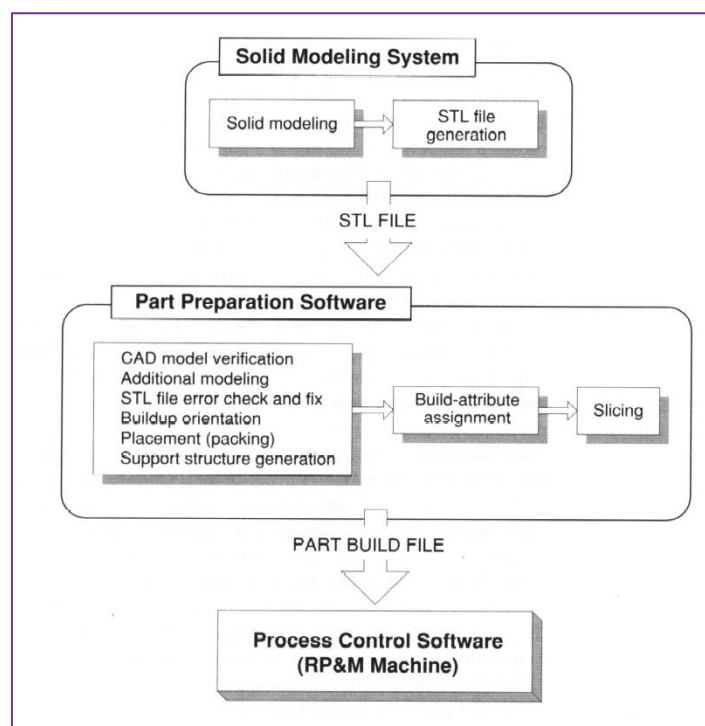 Solid Modeling System
Solid modeling
STL file
generation
STL FILE
Part Preparation Software
CAD model verification
Additional modeling
STL file error check and fix
Buildup orientation
Placement (packing)
Support structure generation
Build-attribute
assignment
Slicing
PART BUILD FILE
Process Control Software
(RP&M Machine)